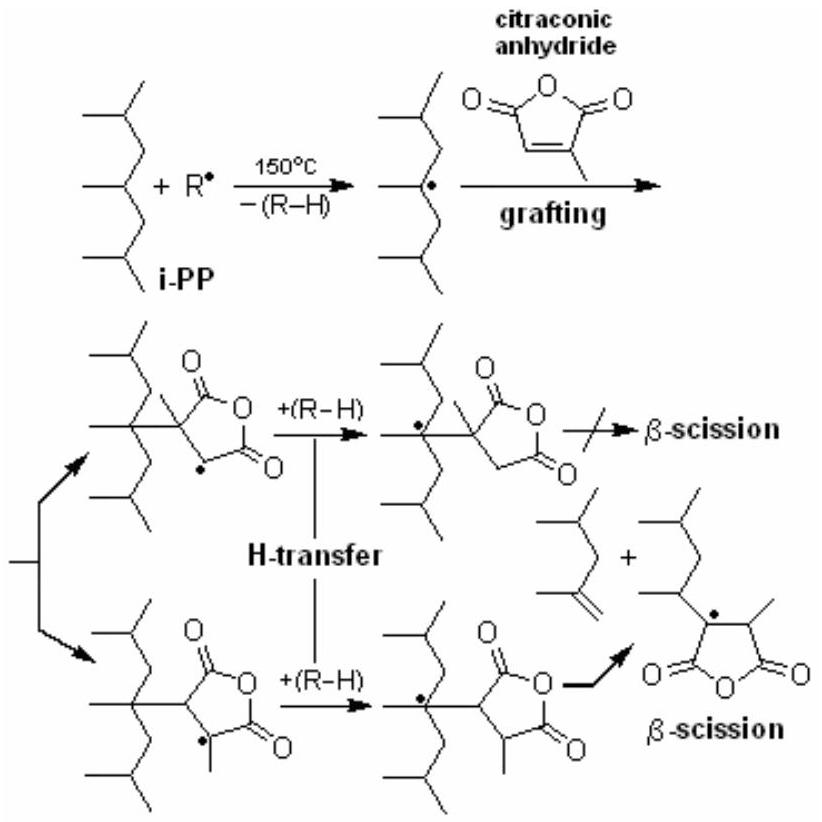 citraconic
anhydride
O
O
O
+ R•
150°C
−(R−H)
•
grafting
i-PP
O
O
O
•
+(R−H)
•
O
O
O
β-scission
H-transfer
+
O
O
O
•
+(R−H)
•
O
O
O
•
O
O
O
β-scission